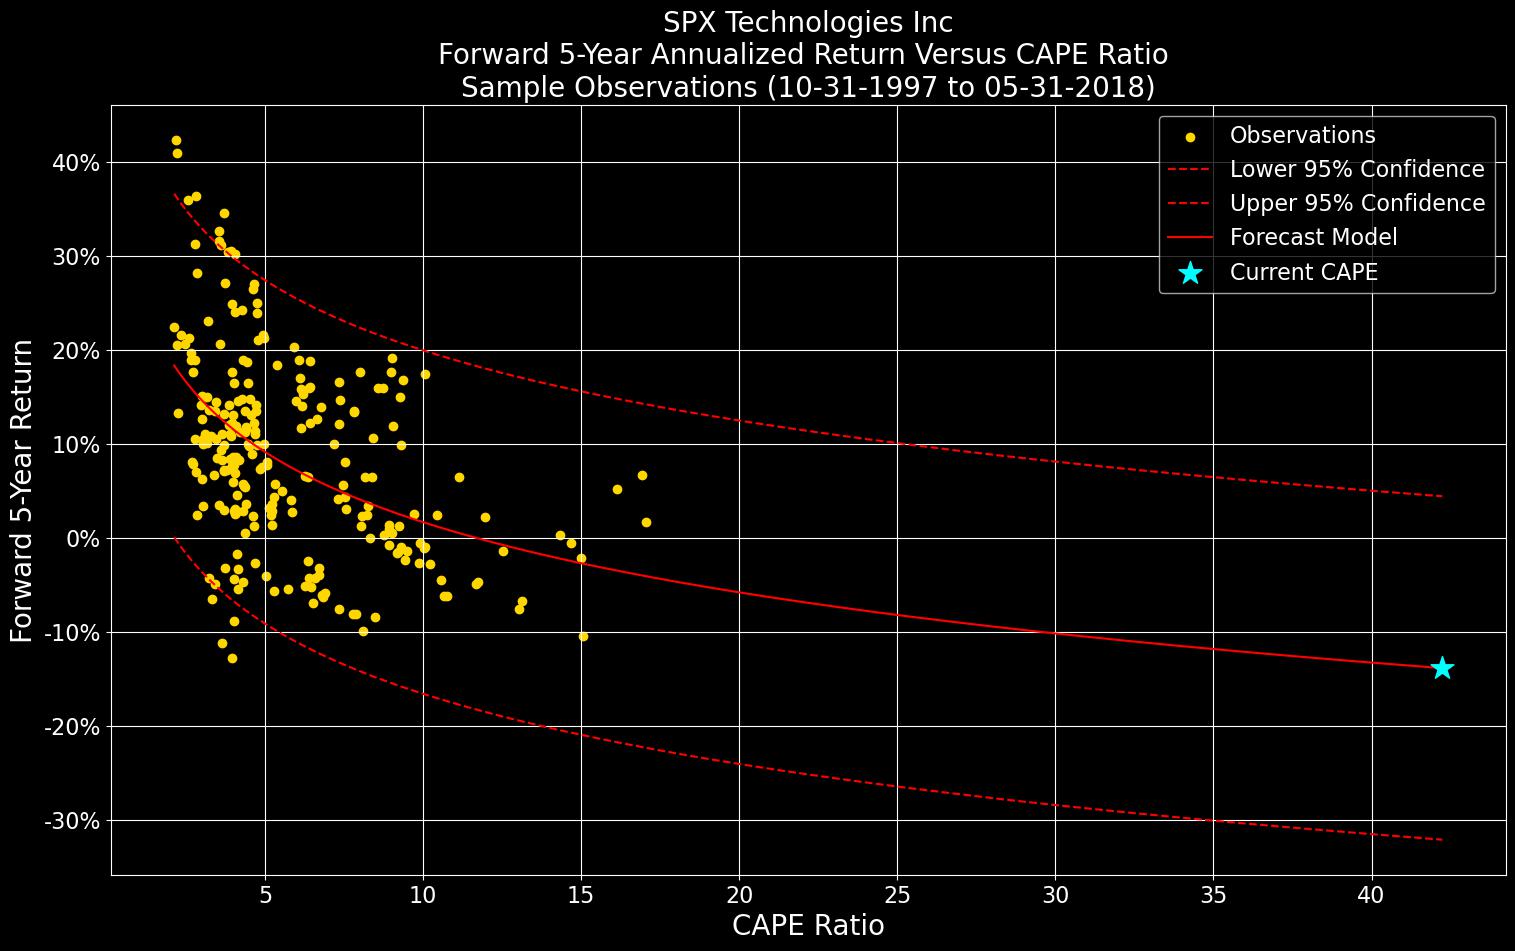 SPX Technologies Inc
Forward 5-Year Annualized Return Versus CAPE Ratio
Sample Observations (10-31-1997 to 05-31-2018)
Observations
Lower 95% Confidence
Upper 95% Confidence
Forecast Model
Current CAPE
Forward 5-Year Return
40%
30%
20%
10%
0%
-10%
-20%
-30%
5 10 15 20 25 30 35 40
CAPE Ratio